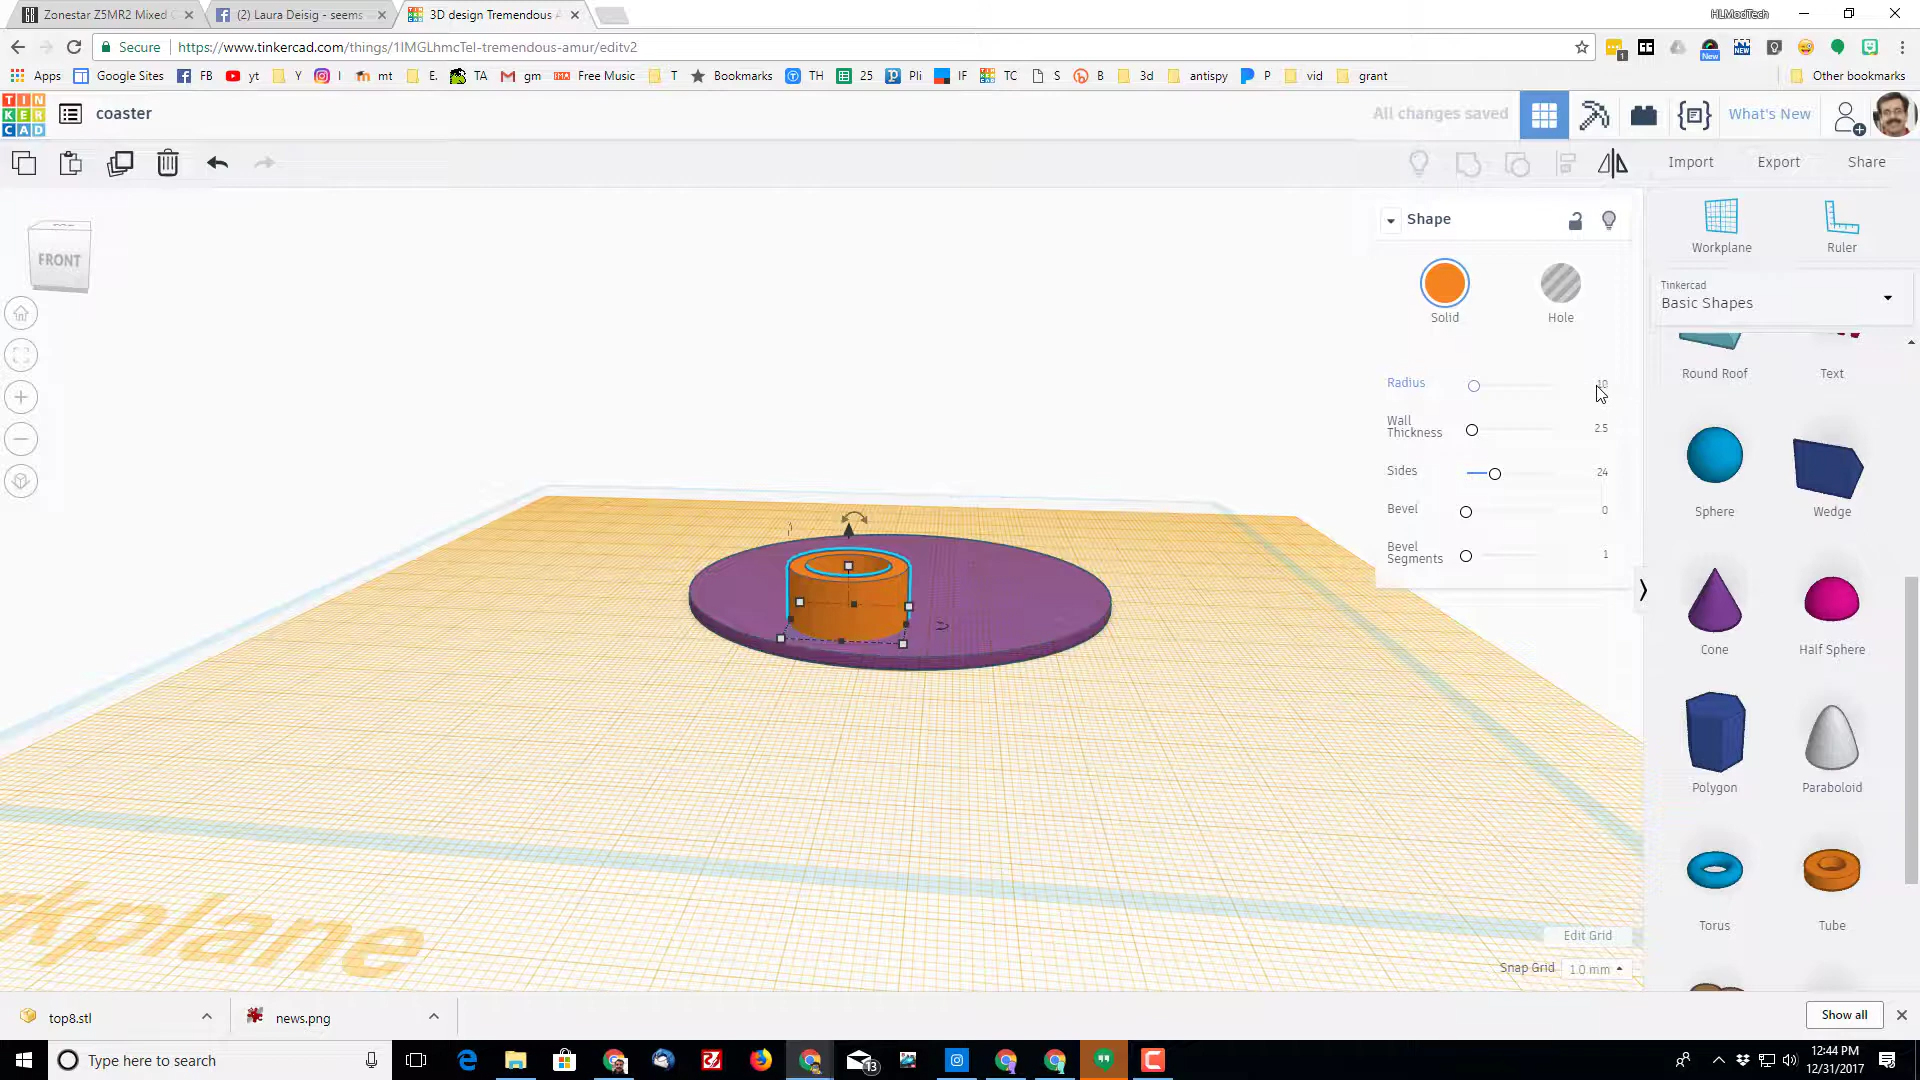 Zonestar Z5MR2 Mixed C
(2) Laura Deisig - seems
3D design Tremendous A
HLModTech
Secure
https://www.tinkercad.com/things/1IMGLhmcTel-tremendous-amur/editv2
Apps
Google Sites
FB
yt
Y
I
mt
E.
TA
gm
Free Music
T
Bookmarks
TH
25
Pli
IF
TC
S
B
3d
antispy
P
vid
grant
Other bookmarks
New
TIN
KER
CAD
coaster
All changes saved
What's New
Import
Export
Share
FRONT
Shape
Solid
Hole
Radius
10
Wall
Thickness
2.5
Sides
24
Bevel
0
Bevel
Segments
1
Workplane
Ruler
Tinkercad
Basic Shapes
Round Roof
Text
Sphere
Wedge
Cone
Half Sphere
Polygon
Paraboloid
Torus
Tube
rkplane
Edit Grid
Snap Grid
1.0 mm
top8.stl
news.png
Show all
Type here to search
13
12:44 PM
12/31/2017